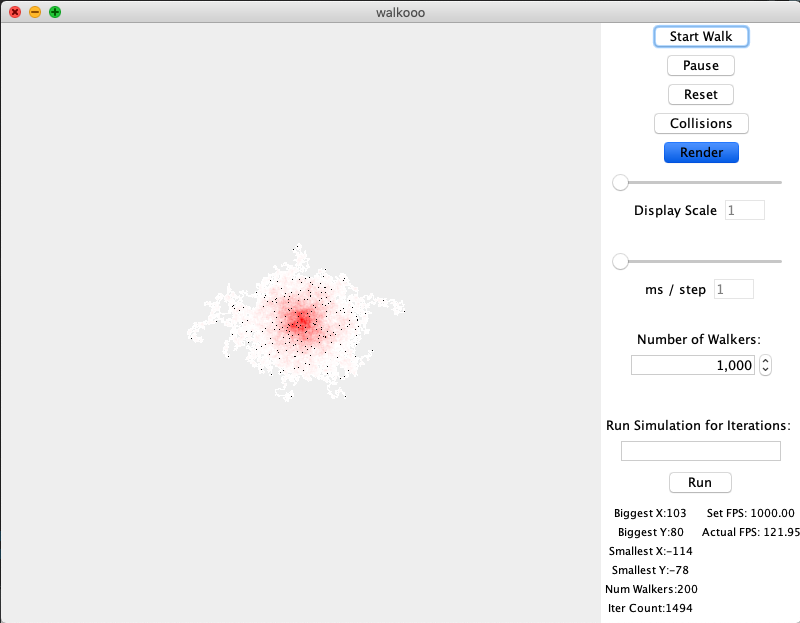 walkooo
Start Walk
Pause
Reset
Collisions
Render
Display Scale 1
ms / step 1
Number of Walkers:
1,000
Run Simulation for Iterations:
Run
Biggest X:103 Set FPS: 1000.00
Biggest Y:80 Actual FPS: 121.95
Smallest X:-114
Smallest Y:-78
Num Walkers:200
Iter Count:1494